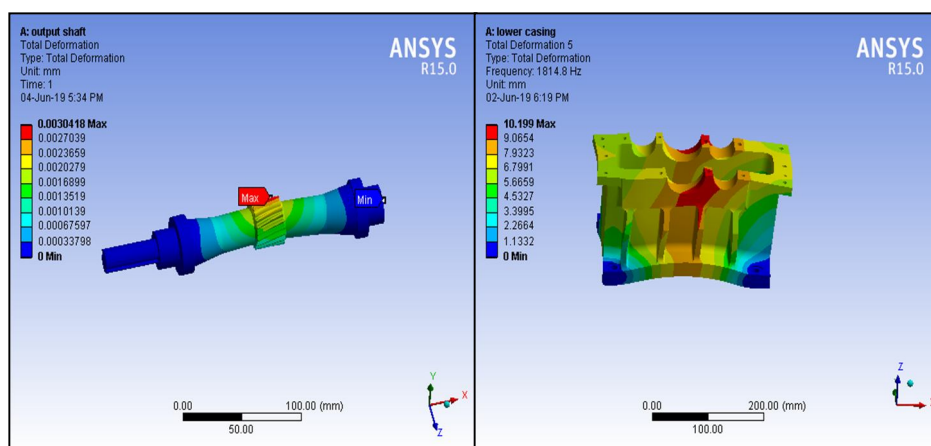 A: output shaft
Total Deformation
Type: Total Deformation
Unit: mm
Time: 1
04-Jun-19 5:34 PM
ANSYS
R15.0
0.0030418 Max
0.0027039
0.0023659
0.0020279
0.0016899
0.0013519
0.0010139
0.00067597
0.00033798
0 Min
Max
Min
0.00
100.00 (mm)
50.00
Y
X
Z
A: lower casing
Total Deformation 5
Type: Total Deformation
Frequency: 1814.8 Hz
Unit: mm
02-Jun-19 6:19 PM
ANSYS
R15.0
10.199 Max
9.0654
7.9323
6.7991
5.6659
4.5327
3.3995
2.2664
1.1332
0 Min
0.00
200.00 (mm)
100.00
Z